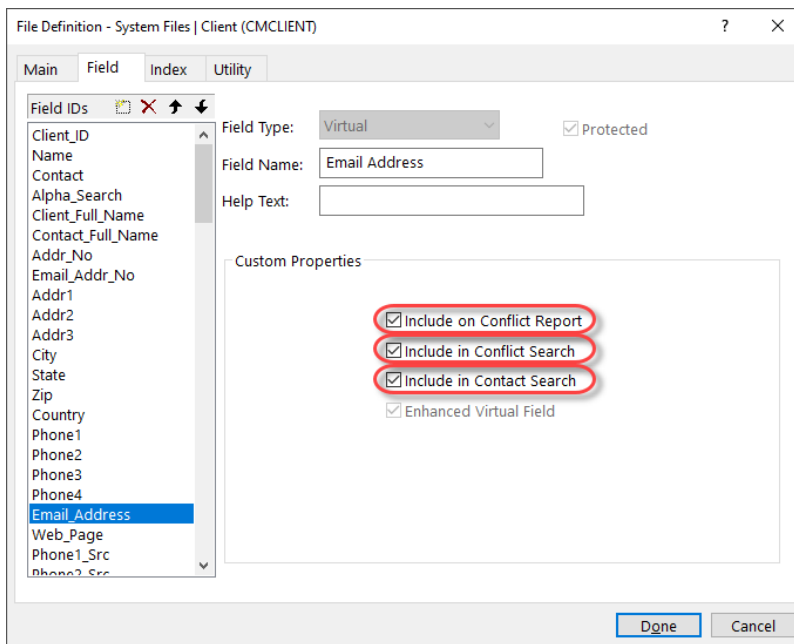 File Definition - System Files | Client (CMCLIENT)
Main Field Index Utility
Field IDs
Client_ID
Name
Contact
Alpha_Search
Client_Full_Name
Contact_Full_Name
Addr_No
Email_Addr_No
Addr1
Addr2
Addr3
City
State
Zip
Country
Phone1
Phone2
Phone3
Phone4
Email_Address
Web_Page
Phone1_Src
Phone2_Src
Field Type: Virtual Protected
Field Name: Email Address
Help Text:
Custom Properties
Include on Conflict Report
Include in Conflict Search
Include in Contact Search
Enhanced Virtual Field
Done Cancel